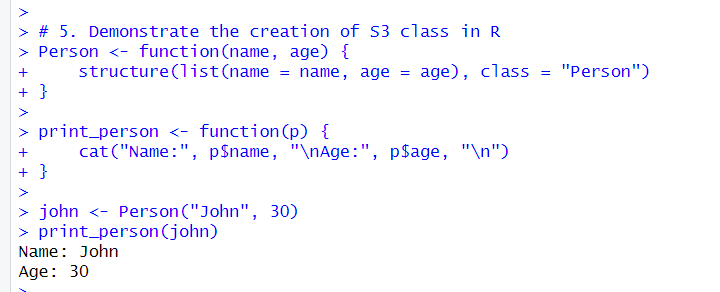 >
> # 5. Demonstrate the creation of S3 class in R
> Person <- function(name, age) {
+     structure(list(name = name, age = age), class = "Person")
+ }
>
> print_person <- function(p) {
+     cat("Name:", p$name, "\nAge:", p$age, "\n")
+ }
>
> john <- Person("John", 30)
> print_person(john)
Name: John
Age: 30
>